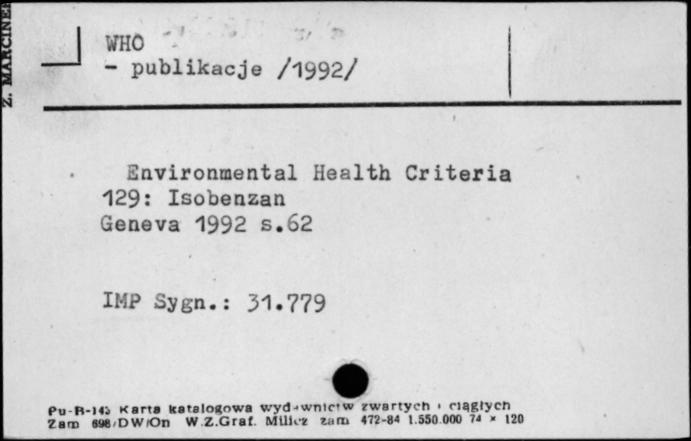 Z. MARCINE
WHO
- publikacje /1992/
Environmental Health Criteria
129: Isobenzan
Geneva 1992 s.62
IMP Sygn.: 31.779
Pu-B-145 Karta katalogowa wydawnictw zwartych i ciągłych
Zam 698/DW/On W.Z.Graf. Milicz zam 472-84 1.550.000 74 × 120